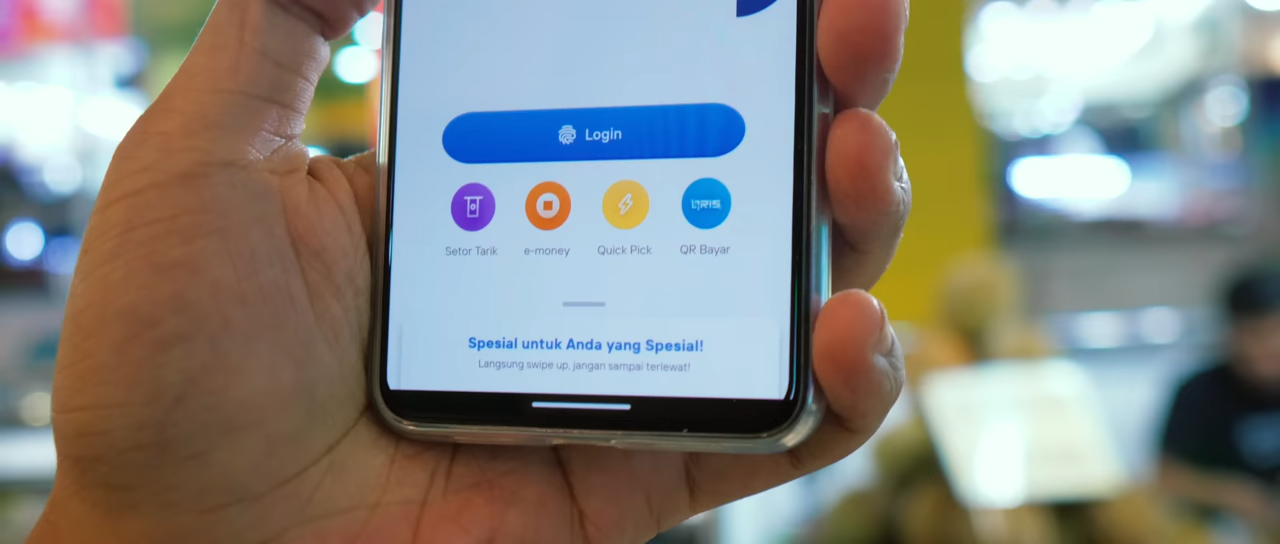 Login
QRIS
Setor Tarik
e-money
Quick Pick
QR Bayar
Spesial untuk Anda yang Spesial!
Langsung swipe up, jangan sampai terlewat!